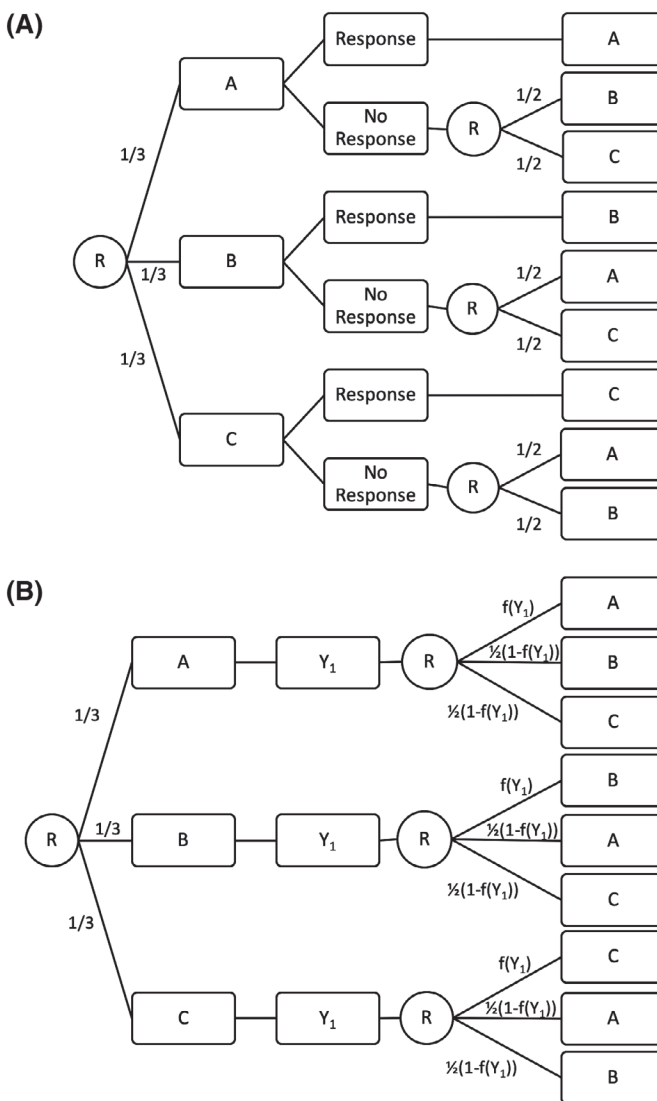 (A)
Response
A
A
1/2
B
No
Response
R
1/3
1/2
C
Response
B
R
1/3
B
1/2
A
No
Response
R
1/3
1/2
C
Response
C
C
1/2
A
No
Response
R
1/2
B
(B)
f(Y₁)
A
A
Y₁
R
½(1-f(Y₁))
B
1/3
½(1-f(Y₁))
C
f(Y₁)
B
R
1/3
B
Y₁
R
½(1-f(Y₁))
A
1/3
½(1-f(Y₁))
C
f(Y₁)
C
C
Y₁
R
½(1-f(Y₁))
A
½(1-f(Y₁))
B